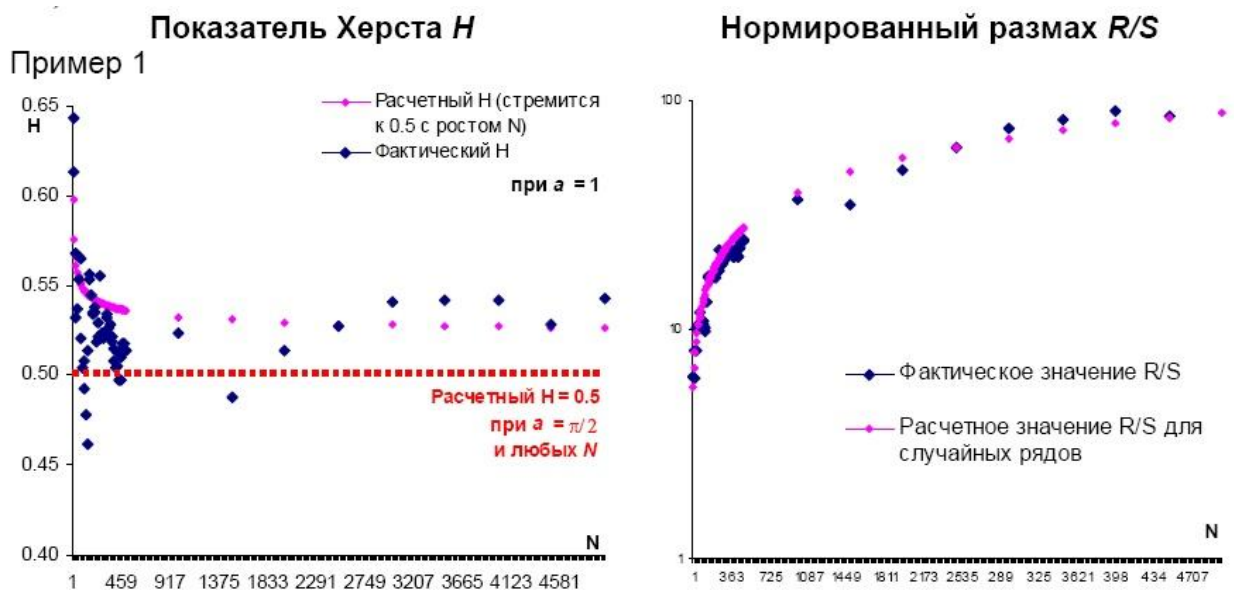 Показатель Херста H
Нормированный размах R/S
Пример 1
0.65
H
0.60
0.55
0.50
0.45
0.40
Расчетный H (стремится
к 0.5 с ростом N)
Фактический H
при a = 1
Расчетный H = 0.5
при a = π/2
и любых N
N
1 459 917 1375 1833 2291 2749 3207 3665 4123 4581
100
10
1
Фактическое значение R/S
Расчетное значение R/S для
случайных рядов
N
1 363 725 1087 1449 1811 2173 2535 289 325 3621 398 434 4707